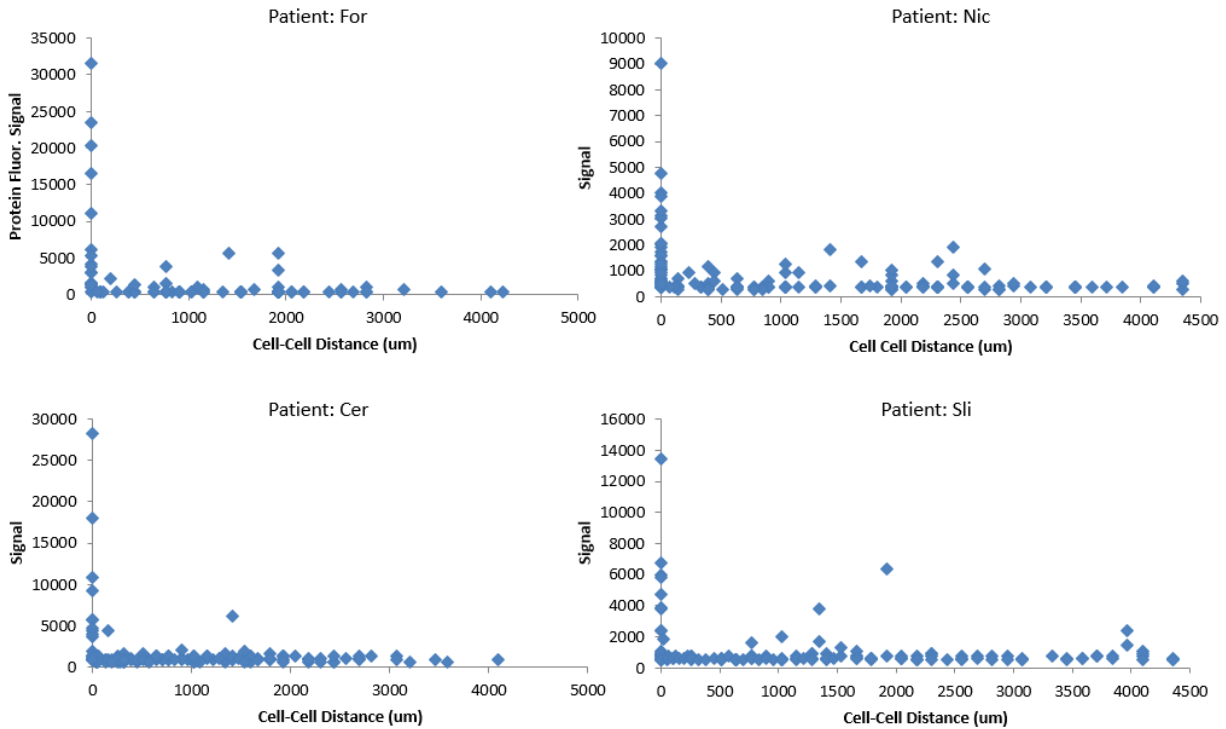 Patient: For
35000
30000
25000
20000
15000
10000
5000
0
Protein Fluor. Signal
0 1000 2000 3000 4000 5000
Cell-Cell Distance (um)
Patient: Nic
10000
9000
8000
7000
6000
5000
4000
3000
2000
1000
0
Signal
0 500 1000 1500 2000 2500 3000 3500 4000 4500
Cell Cell Distance (um)
Patient: Cer
30000
25000
20000
15000
10000
5000
0
Signal
0 1000 2000 3000 4000 5000
Cell-Cell Distance (um)
Patient: Sli
16000
14000
12000
10000
8000
6000
4000
2000
0
Signal
0 500 1000 1500 2000 2500 3000 3500 4000 4500
Cell-Cell Distance (um)